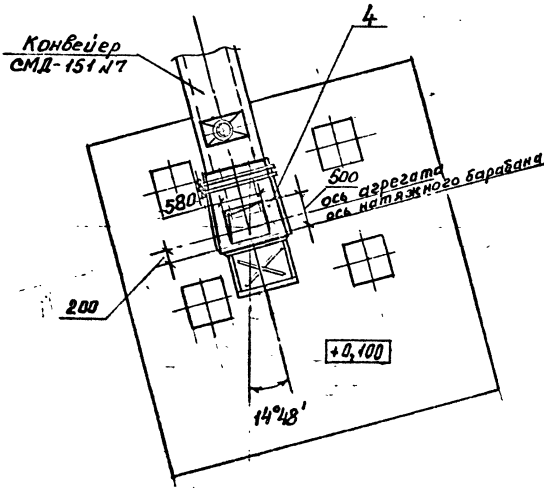 Конвейер
СМД-151 №7
4
500
580
ось агрегата
ось натяжного барабана
200
+0,100
14°48'